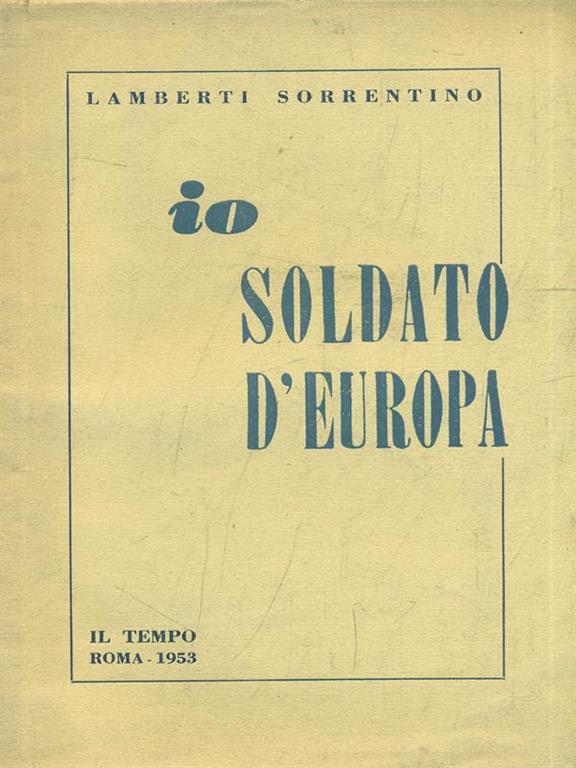 LAMBERTI SORRENTINO
io
SOLDATO
D'EUROPA
IL TEMPO
ROMA - 1953